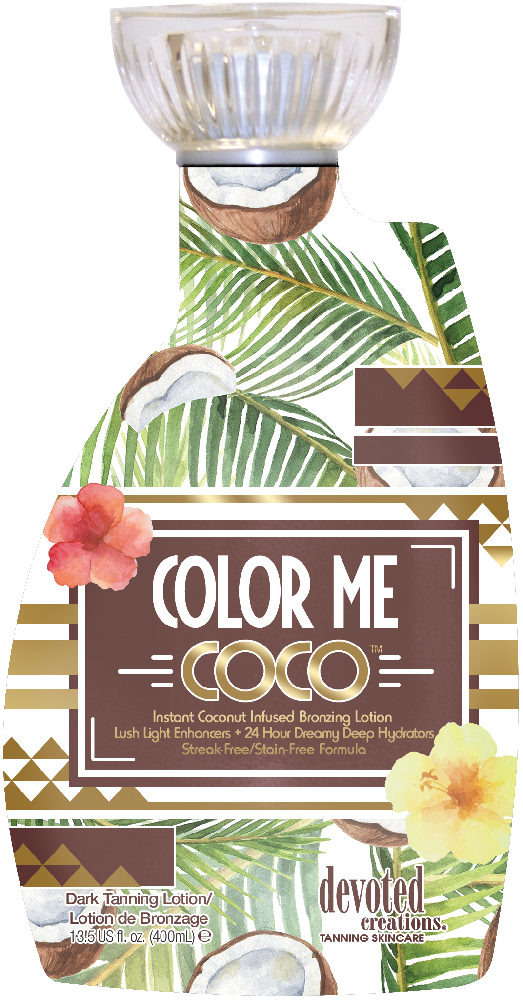 COLOR ME
COCO™
Instant Coconut Infused Bronzing Lotion
Lush Light Enhancers + 24 Hour Dreamy Deep Hydrators
Streak-Free/Stain-Free Formula
Dark Tanning Lotion/
Lotion de Bronzage
13.5 US fl. oz. (400mL) ℮
devoted
creations®
TANNING SKINCARE